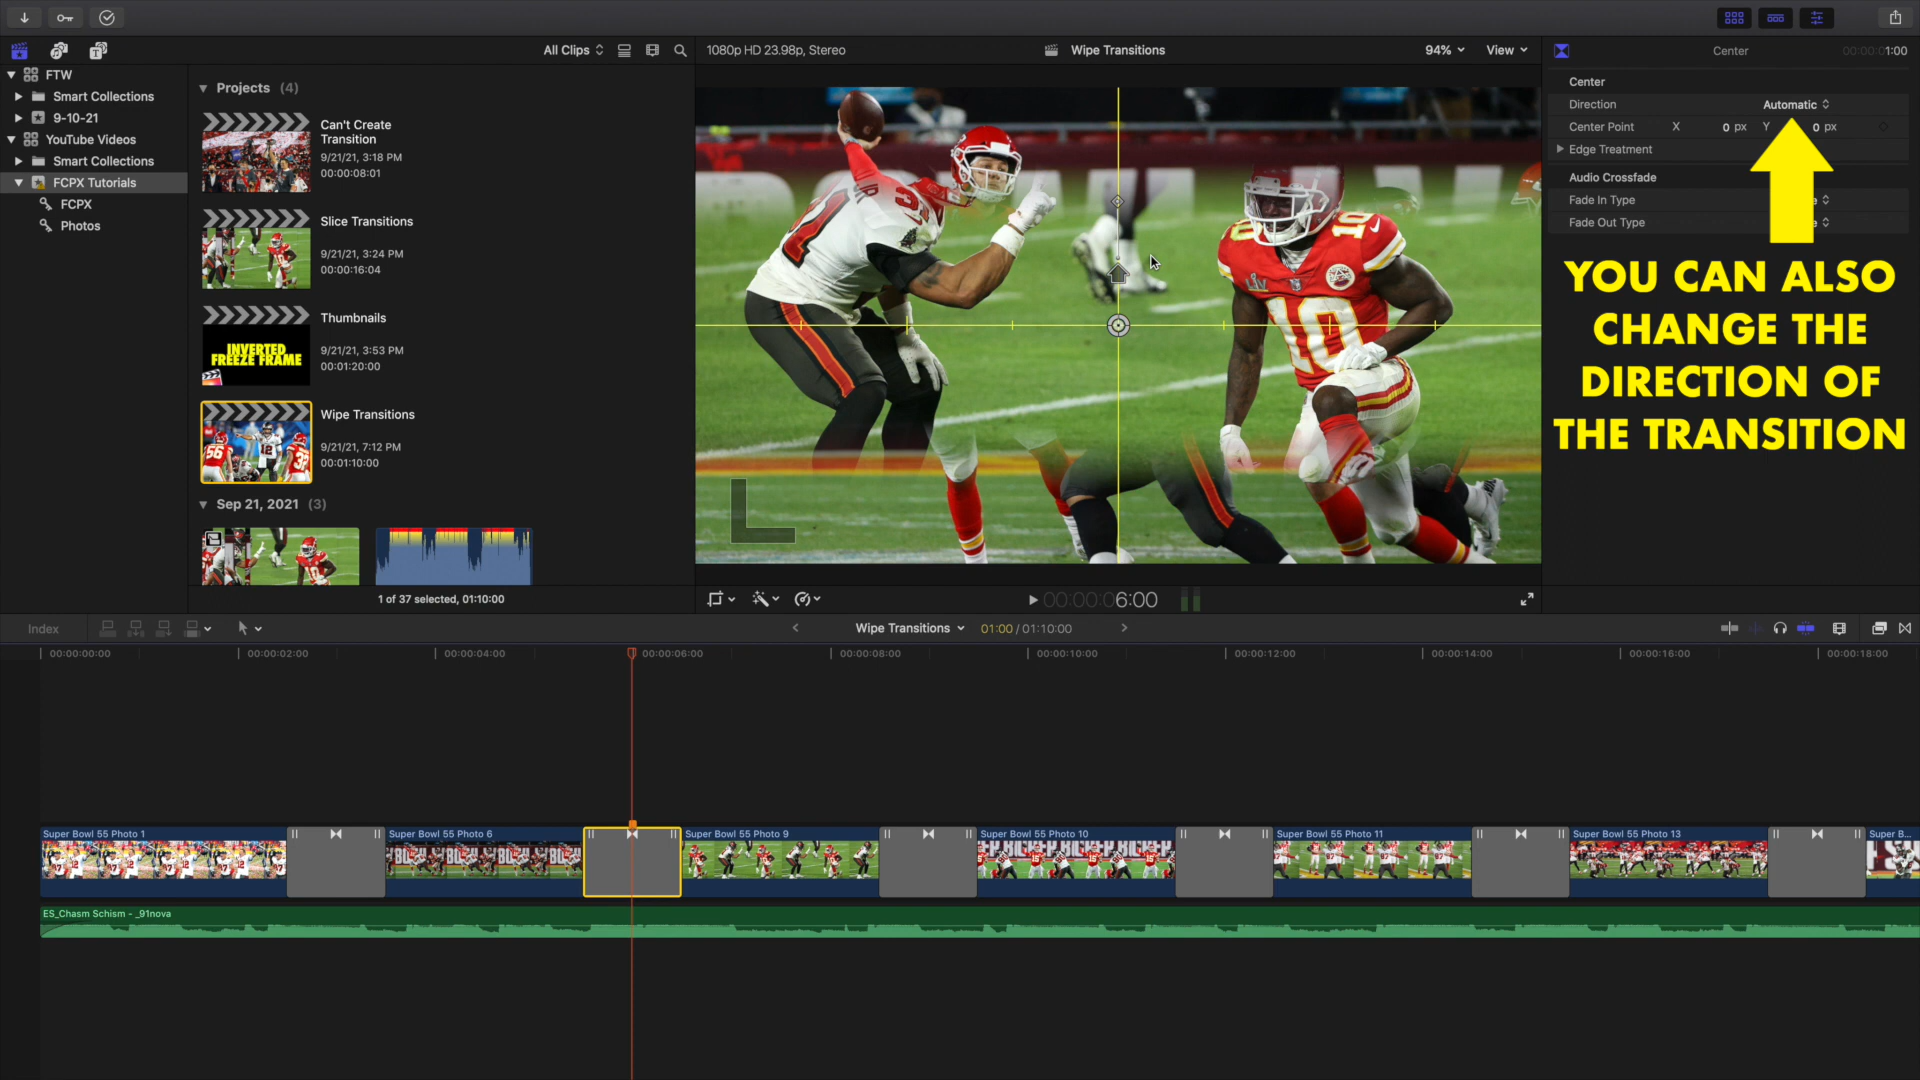 All Clips
1080p HD 23.98p, Stereo
Wipe Transitions
94%
View
Center
00:00:01:00
FTW
Smart Collections
9-10-21
YouTube Videos
Smart Collections
FCPX Tutorials
FCPX
Photos
Projects (4)
Can't Create
Transition
9/21/21, 3:18 PM
00:00:08:01
Slice Transitions
9/21/21, 3:24 PM
00:00:16:04
Thumbnails
INVERTED
FREEZE FRAME
9/21/21, 3:53 PM
00:01:20:00
Wipe Transitions
9/21/21, 7:12 PM
00:01:10:00
Sep 21, 2021 (3)
1 of 37 selected, 01:10:00
10
10
LV
Center
Direction Automatic
Center Point X 0 px Y 0 px
Edge Treatment
Audio Crossfade
Fade In Type e
Fade Out Type e
YOU CAN ALSO
CHANGE THE
DIRECTION OF
THE TRANSITION
00:00:06:00
Index
Wipe Transitions
01:00 / 01:10:00
00:00:00:00
00:00:02:00
00:00:04:00
00:00:06:00
00:00:08:00
00:00:10:00
00:00:12:00
00:00:14:00
00:00:16:00
00:00:18:00
Super Bowl 55 Photo 1
Super Bowl 55 Photo 6
Super Bowl 55 Photo 9
Super Bowl 55 Photo 10
Super Bowl 55 Photo 11
Super Bowl 55 Photo 13
Super B...
ES_Chasm Schism - _91nova